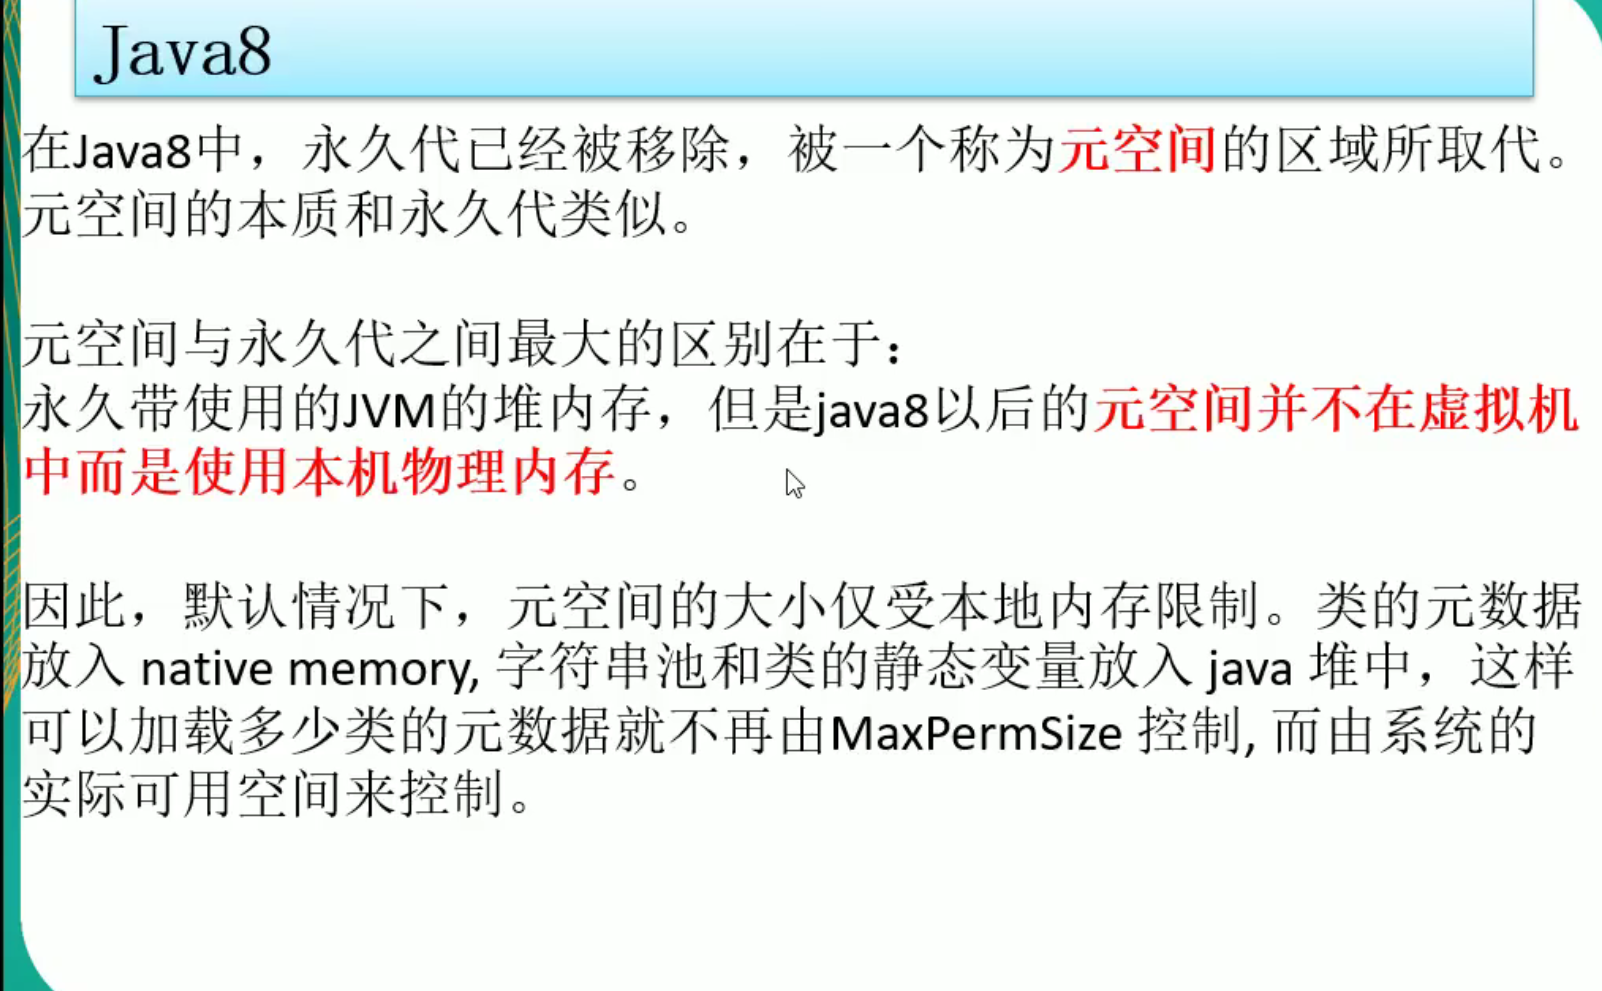 Java8
在Java8中，永久代已经被移除，被一个称为元空间的区域所取代。
元空间的本质和永久代类似。
元空间与永久代之间最大的区别在于：
永久带使用的JVM的堆内存，但是java8以后的元空间并不在虚拟机
中而是使用本机物理内存。
因此，默认情况下，元空间的大小仅受本地内存限制。类的元数据
放入 native memory, 字符串池和类的静态变量放入 java 堆中，这样
可以加载多少类的元数据就不再由MaxPermSize 控制, 而由系统的
实际可用空间来控制。